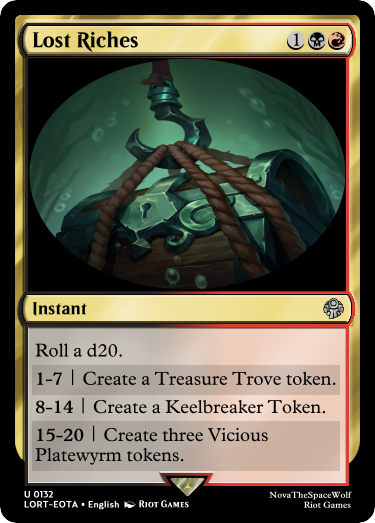 Lost Riches 1
Instant
Roll a d20.
1-7 | Create a Treasure Trove token.
8-14 | Create a Keelbreaker Token.
15-20 | Create three Vicious
Platewyrm tokens.
U 0132
LORT-EOTA • English Riot Games
NovaTheSpaceWolf
Riot Games